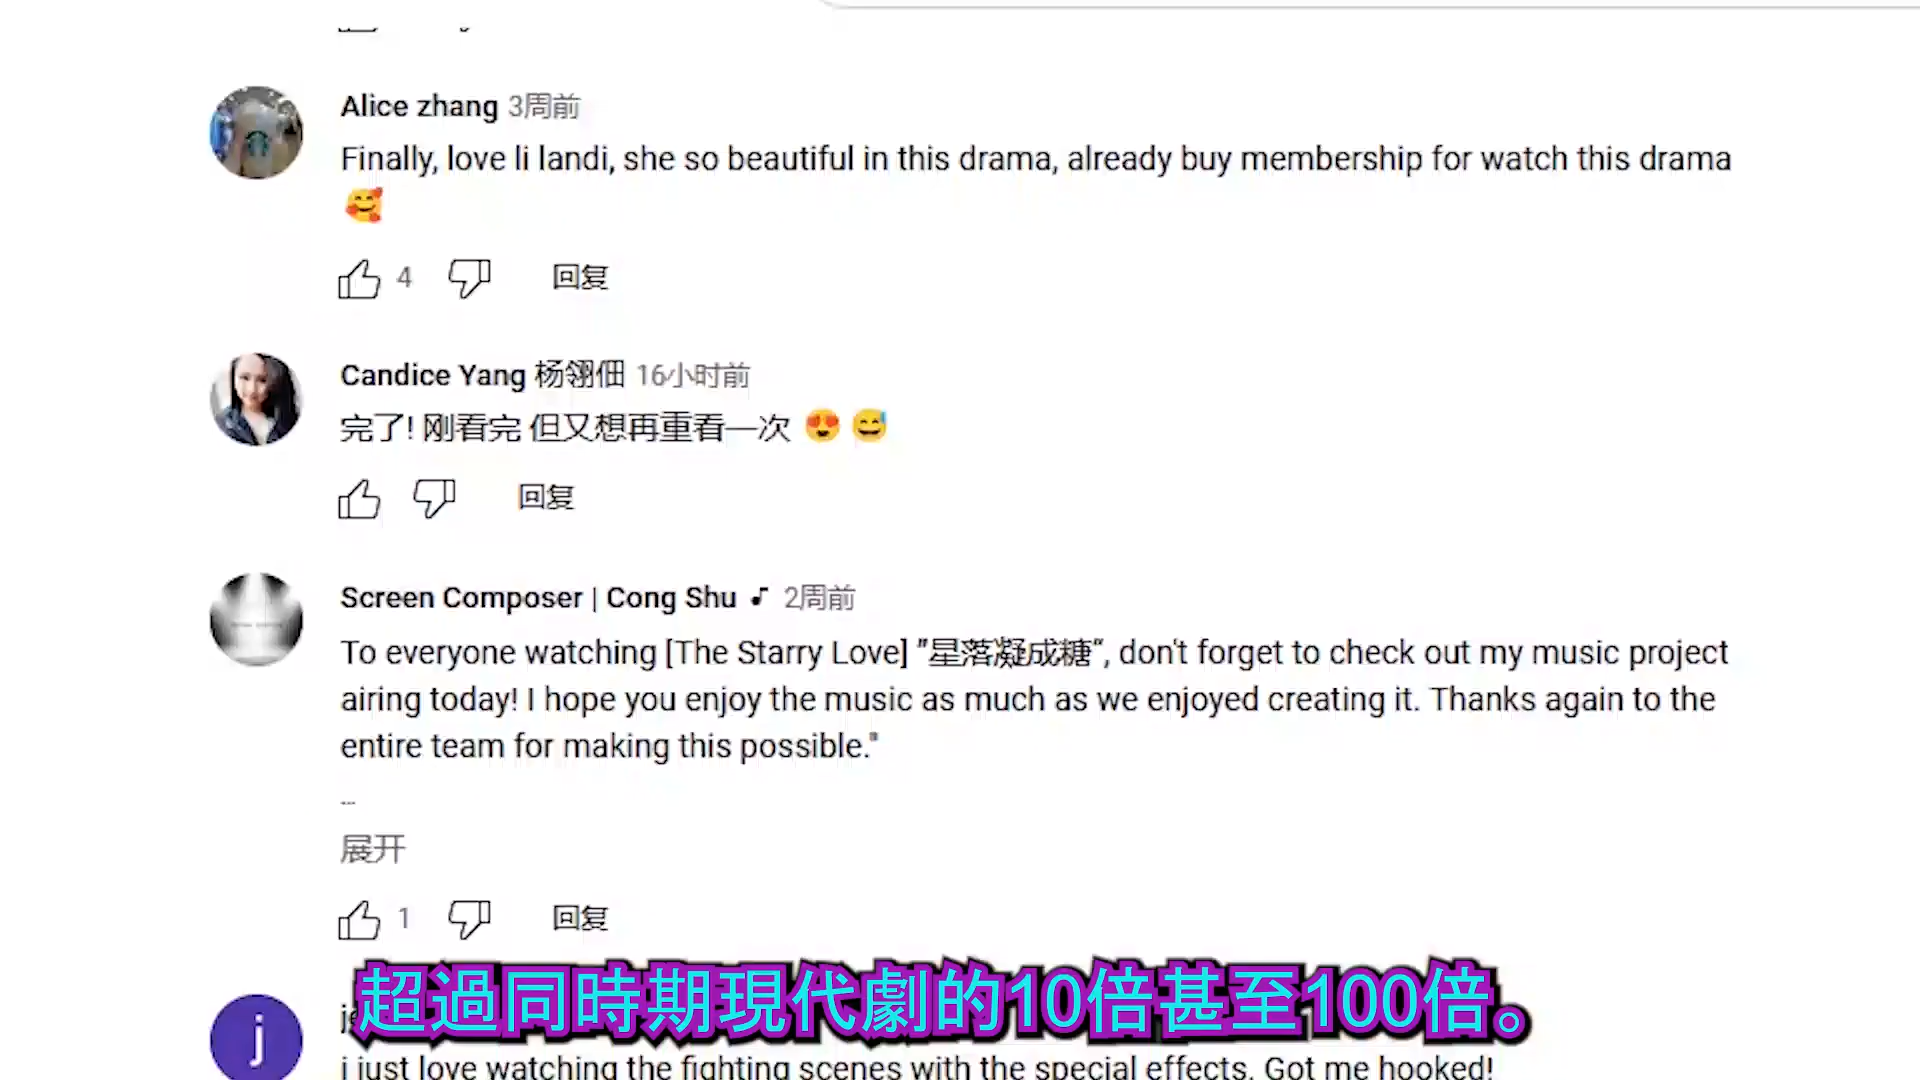 Alice zhang 3周前
Finally, love li landi, she so beautiful in this drama, already buy membership for watch this drama
🥰
4 回复
Candice Yang 杨翎佃 16小时前
完了! 刚看完 但又想再重看一次 😍 😅
回复
Screen Composer | Cong Shu 🎵 2周前
To everyone watching [The Starry Love] "星落凝成糖", don't forget to check out my music project
airing today! I hope you enjoy the music as much as we enjoyed creating it. Thanks again to the
entire team for making this possible."
...
展开
1 回复
超過同時期現代劇的10倍甚至100倍。
j
i just love watching the fighting scenes with the special effects. Got me hooked!